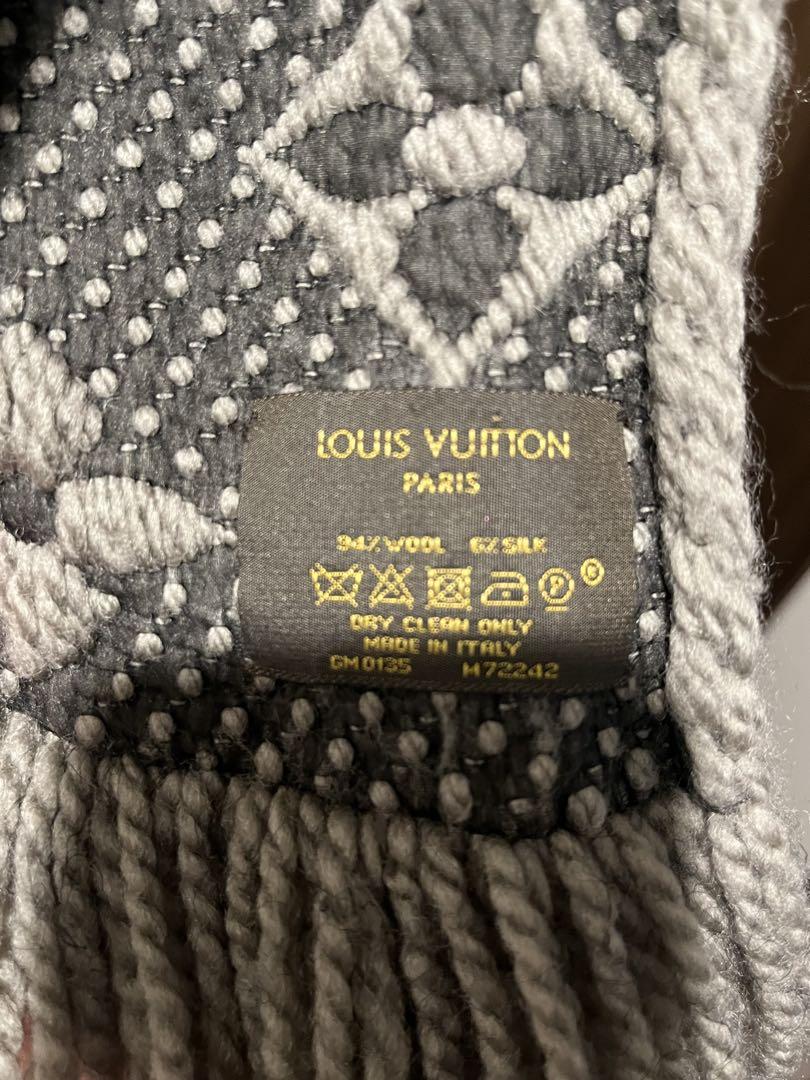 LOUIS VUITTON
PARIS
94% WOOL 6% SILK
P
DRY CLEAN ONLY
MADE IN ITALY
GM0135 M72242